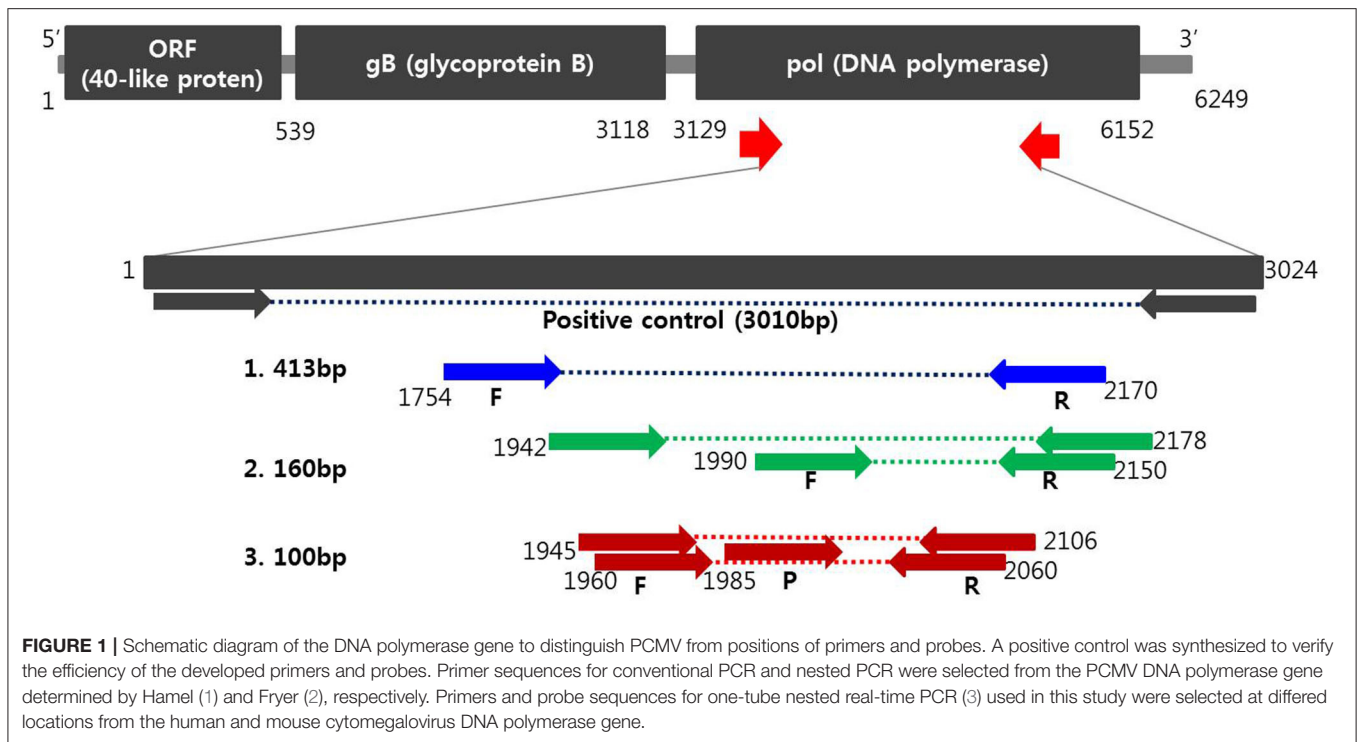 5’
ORF
(40-like proten)
gB (glycoprotein B)
pol (DNA polymerase)
3’
1
539
3118
3129
6152
6249
1
3024
Positive control (3010bp)
1. 413bp
1754
F
R
2170
2. 160bp
1942
2178
1990
F
R
2150
3. 100bp
1945
2106
1960
F
1985
P
R
2060
FIGURE 1 | Schematic diagram of the DNA polymerase gene to distinguish PCMV from positions of primers and probes. A positive control was synthesized to verify
the efficiency of the developed primers and probes. Primer sequences for conventional PCR and nested PCR were selected from the PCMV DNA polymerase gene
determined by Hamel (1) and Fryer (2), respectively. Primers and probe sequences for one-tube nested real-time PCR (3) used in this study were selected at differed
locations from the human and mouse cytomegalovirus DNA polymerase gene.